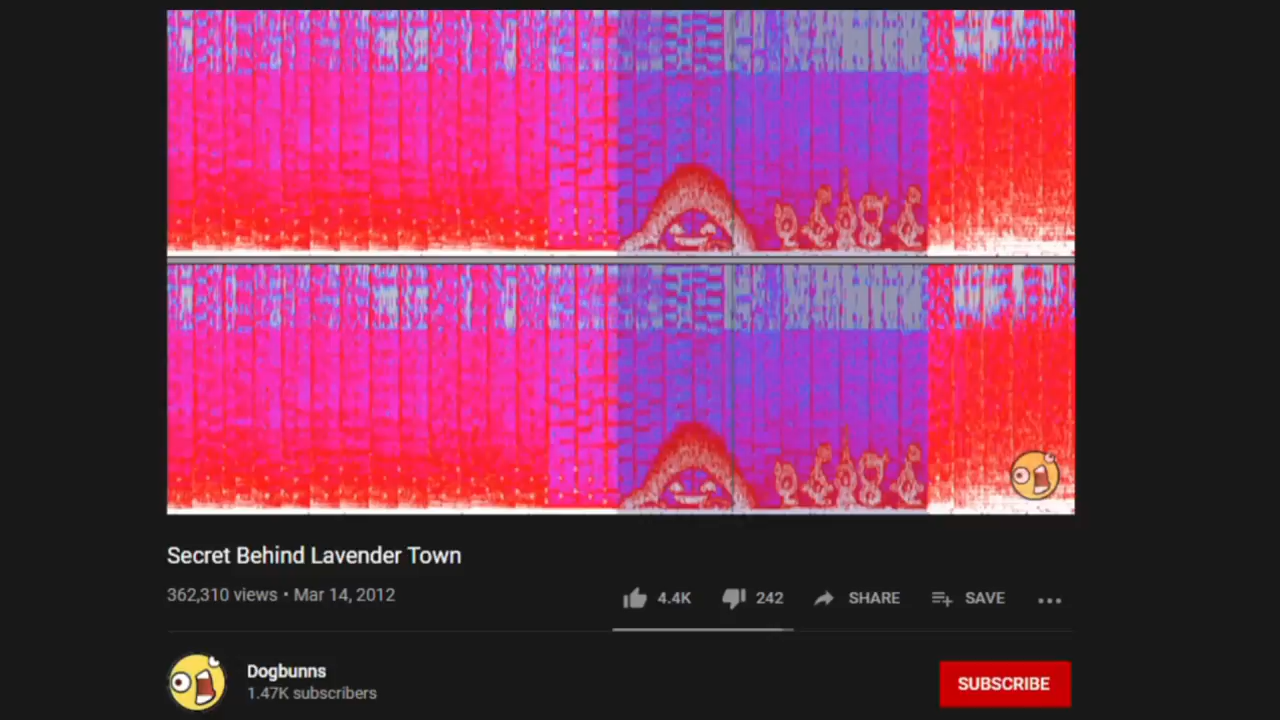 Secret Behind Lavender Town
362,310 views • Mar 14, 2012
4.4K 242 SHARE SAVE
Dogbunns
1.47K subscribers
SUBSCRIBE